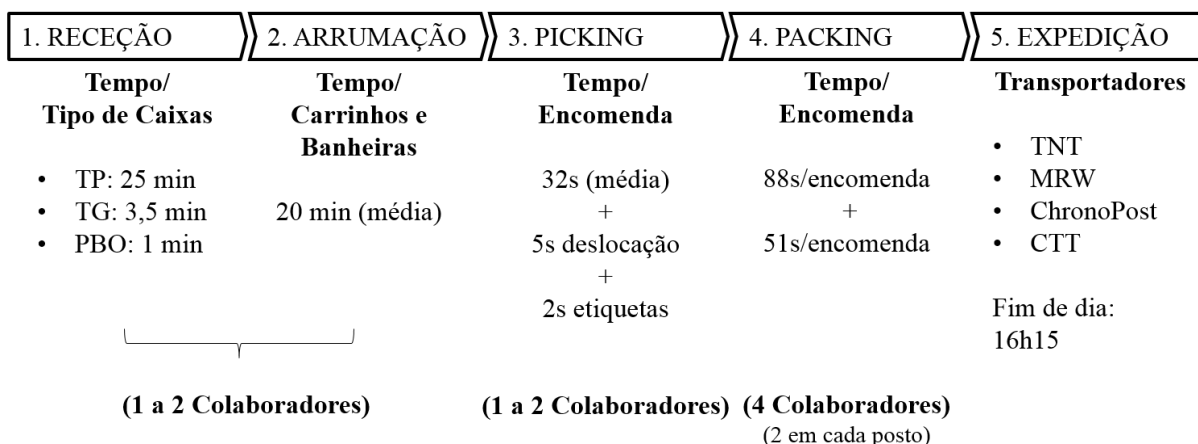 1. RECEÇÃO
2. ARRUMAÇÃO
3. PICKING
4. PACKING
5. EXPEDIÇÃO
Tempo/
Tipo de Caixas
• TP: 25 min
• TG: 3,5 min
• PBO: 1 min
Tempo/
Carrinhos e
Banheiras
20 min (média)
(1 a 2 Colaboradores)
Tempo/
Encomenda
32s (média)
+
5s deslocação
+
2s etiquetas
(1 a 2 Colaboradores)
Tempo/
Encomenda
88s/encomenda
+
51s/encomenda
(4 Colaboradores)
(2 em cada posto)
Transportadores
• TNT
• MRW
• ChronoPost
• CTT
Fim de dia:
16h15